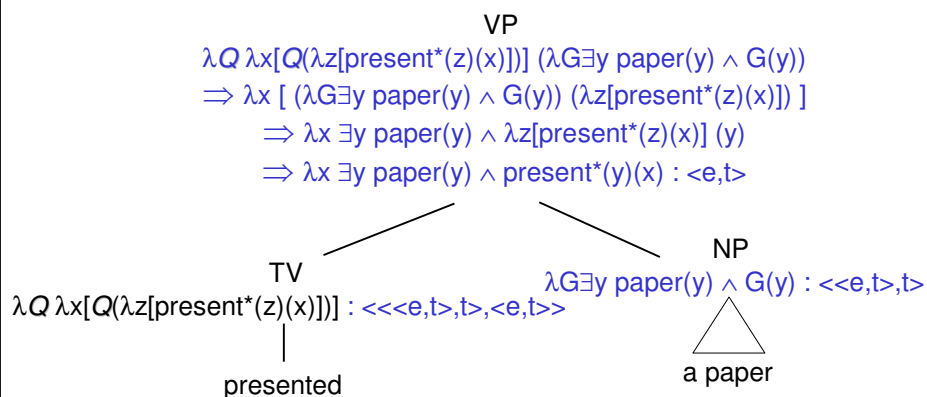 VP
λQ λx[Q(λz[present*(z)(x)])] (λG∃y paper(y) ∧ G(y))
⇒ λx [ (λG∃y paper(y) ∧ G(y)) (λz[present*(z)(x)]) ]
⇒ λx ∃y paper(y) ∧ λz[present*(z)(x)] (y)
⇒ λx ∃y paper(y) ∧ present*(y)(x) : <e,t>
NP
λG∃y paper(y) ∧ G(y) : <<e,t>,t>
TV
λQ λx[Q(λz[present*(z)(x)])] : <<<e,t>,t>,<e,t>>
a paper
presented